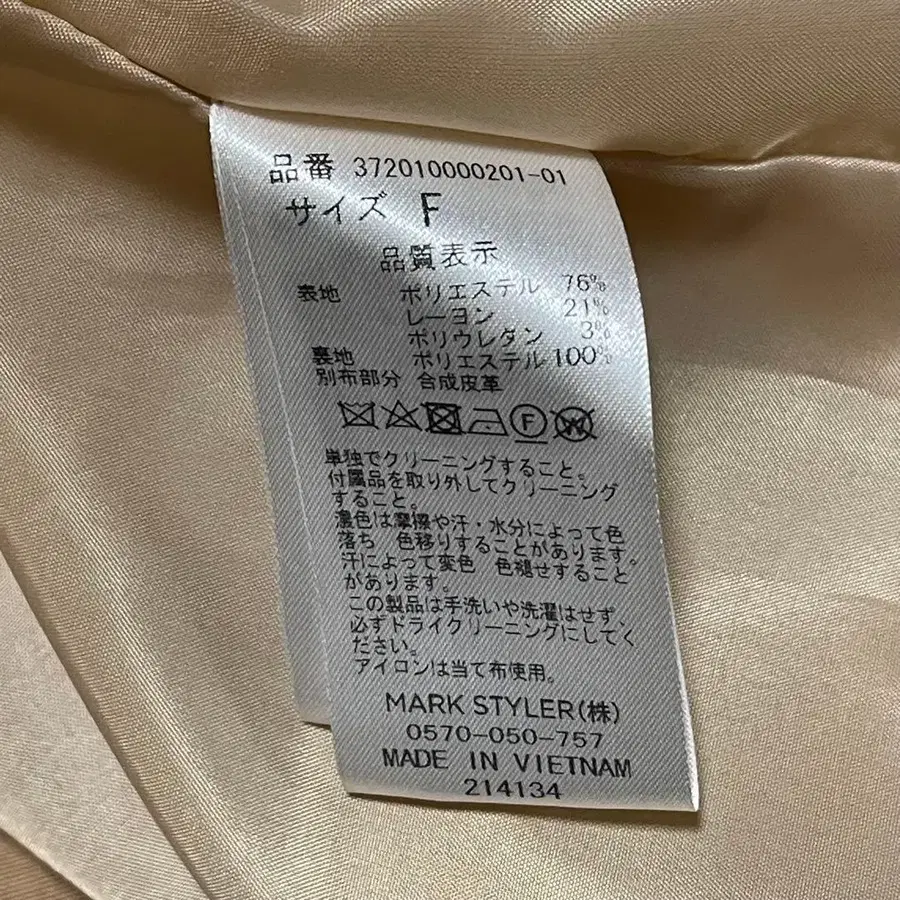 品番 372010000201-01
サイズ F
品質表示
表地 ポリエステル 76%
レーヨン 21%
ポリウレタン 3%
裏地 ポリエステル 100%
別布部分 合成皮革
F W
単独でクリーニングすること。
付属品を取り外してクリーニング
すること。
濃色は摩擦や汗・水分によって色
落ち 色移りすることがあります。
汗によって変色 色褪せすること
があります。
この製品は手洗いや洗濯はせず、
必ずドライクリーニングにしてく
ださい。
アイロンは当て布使用。
MARK STYLER(株)
0570-050-757
MADE IN VIETNAM
214134